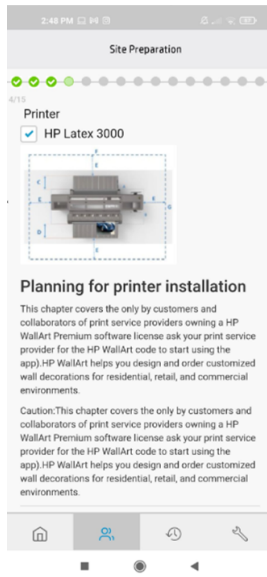 2:48 PM
Site Preparation
4/15
Printer
HP Latex 3000
Planning for printer installation
This chapter covers the only by customers and
collaborators of print service providers owning a HP
WallArt Premium software license ask your print service
provider for the HP WallArt code to start using the
app).HP WallArt helps you design and order customized
wall decorations for residential, retail, and commercial
environments.
Caution:This chapter covers the only by customers and
collaborators of print service providers owning a HP
WallArt Premium software license ask your print service
provider for the HP WallArt code to start using the
app).HP WallArt helps you design and order customized
wall decorations for residential, retail, and commercial
environments.